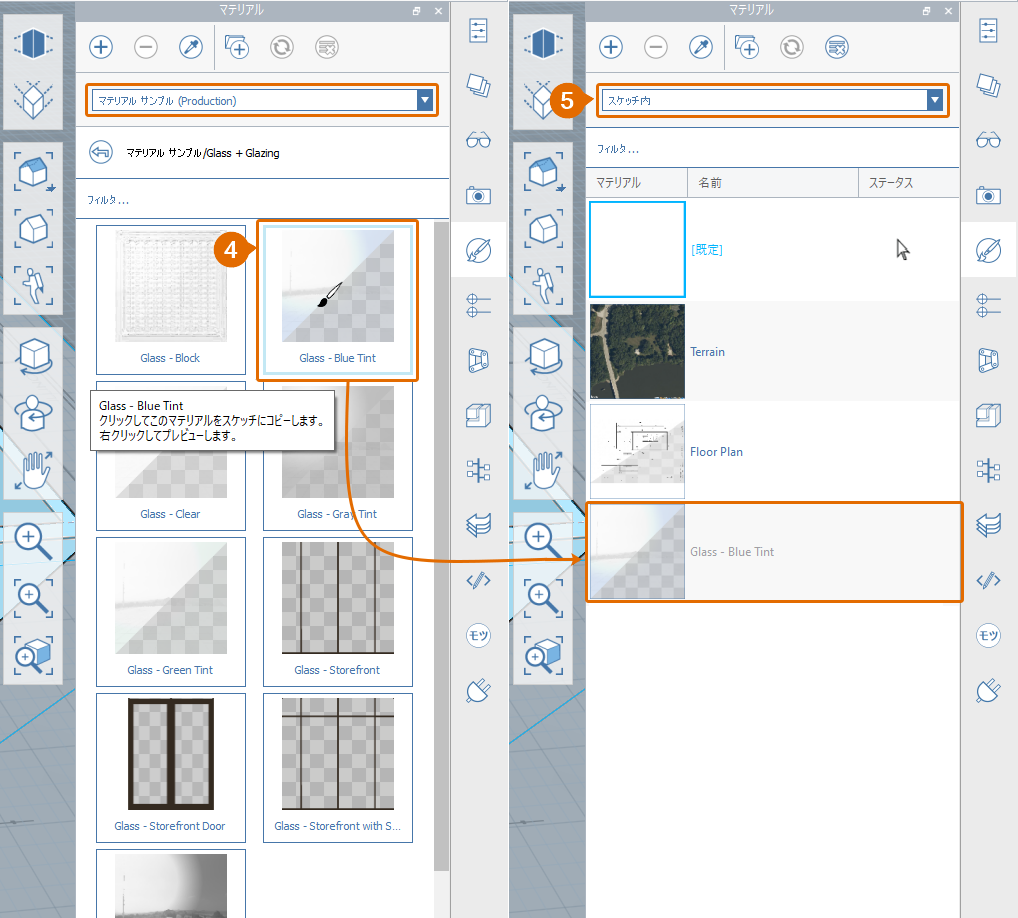 マテリアル
マテリアル サンプル (Production)
マテリアル サンプル/Glass + Glazing
フィルタ...
4
Glass - Block
Glass - Blue Tint
Glass - Blue Tint
クリックしてこのマテリアルをスケッチにコピーします。
右クリックしてプレビューします。
Glass - Clear
Glass - Gray Tint
Glass - Green Tint
Glass - Storefront
Glass - Storefront Door
Glass - Storefront with S...
モツ
マテリアル
5
スケッチ内
フィルタ...
マテリアル
名前
ステータス
[既定]
Terrain
Floor Plan
Glass - Blue Tint
モツ